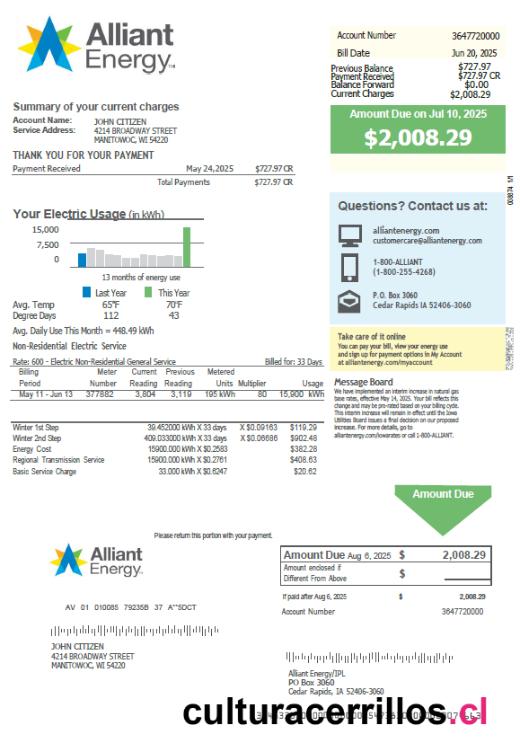 Alliant
Energy™
Account Number 3647720000
Bill Date Jun 20, 2025
Previous Balance $727.97
Payment Received $727.97 CR
Balance Forward $0.00
Current Charges $2,008.29
Amount Due on Jul 10, 2025
$2,008.29
Summary of your current charges
Account Name: JOHN CITIZEN
Service Address: 4214 BROADWAY STREET
MANITOWOC, WI 54220
THANK YOU FOR YOUR PAYMENT
Payment Received May 24,2025 $727.97 CR
Total Payments $727.97 CR
003874 1/1
Questions? Contact us at:
alliantenergy.com
customercare@alliantenergy.com
1-800-ALLIANT
(1-800-255-4268)
P.O. Box 3060
Cedar Rapids IA 52406-3060
Your Electric Usage (in kWh)
15,000
7,500
0
13 months of energy use
Last Year This Year
Avg. Temp 65°F 70°F
Degree Days 112 43
Avg. Daily Use This Month = 448.49 kWh
Non-Residential Electric Service
Rate: 600 - Electric Non-Residential General Service Billed for: 33 Days
Billing Meter Current Previous Metered
Period Number Reading Reading Units Multiplier Usage
May 11 - Jun 13 377882 3,804 3,119 195 kWh 80 15,900 kWh
Winter 1st Step 39.452000 kWh X 33 days X $0.09163 $119.29
Winter 2nd Step 409.033000 kWh X 33 days X $0.06686 $902.48
Energy Cost 15900.000 kWh X $0.2583 $382.28
Regional Transmission Service 15900.000 kWh X $0.2761 $408.63
Basic Service Charge 33.000 kWh X $0.6247 $20.62
Take care of it online
You can pay your bill, view your energy use
and sign up for payment options in My Account
at alliantenergy.com/myaccount
Message Board
We have implemented an interim increase in natural gas
base rates, effective May 14, 2025. Your bill reflects this
change and may be pro-rated based on your billing cycle.
This interim increase will remain in effect until the Iowa
Utilities Board issues a final decision on our proposed
increase. For more details, go to
alliantenergy.com/iowarates or call 1-800-ALLIANT.
Amount Due
Please return this portion with your payment.
Alliant
Energy.
Amount Due Aug 6, 2025 $ 2,008.29
Amount enclosed if
Different From Above $
If paid after Aug 6, 2025 $ 2,008.29
Account Number 3647720000
AV 01 010085 79235B 37 A**5DCT
JOHN CITIZEN
4214 BROADWAY STREET
MANITOWOC, WI 54220
Alliant Energy/IPL
PO Box 3060
Cedar Rapids, IA 52406-3060
culturacerrillos.cl